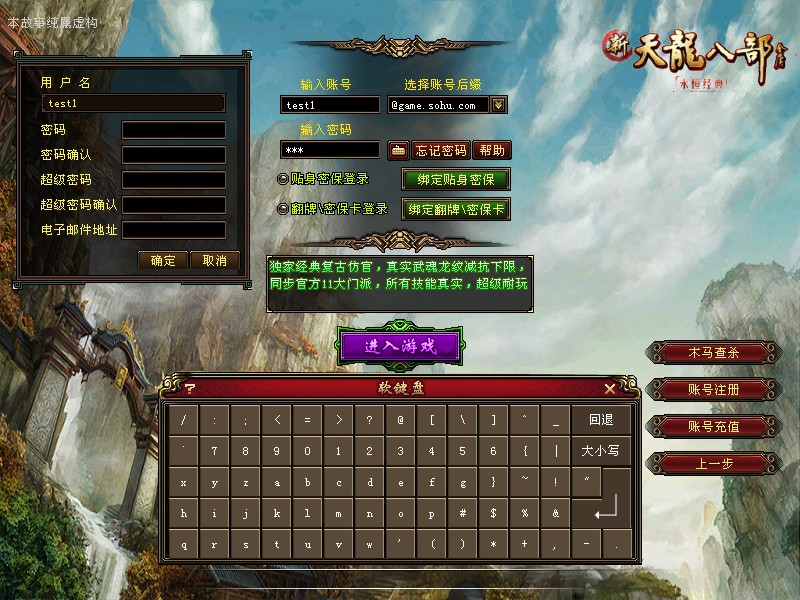 本故事纯属虚构
新天龍八部
「永恒经典!
用户名
test1
密码
密码确认
超级密码
超级密码确认
电子邮件地址
确定 取消
输入账号 选择账号后缀
test1 @game.sohu.com
输入密码
*** 忘记密码 帮助
贴身密保登录 绑定贴身密保
翻牌\密保卡登录 绑定翻牌\密保卡
独家经典复古仿官，真实武魂龙纹减抗下限，
同步官方11大门派，所有技能真实，超级耐玩
进入游戏
木马查杀
账号注册
账号充值
上一步
? 软键盘 X
/ : ; < = > ? @ [ \ ] ^ _ 回退
` 7 8 9 0 1 2 3 4 5 6 { | 大小写
x y z a b c d e f g } ~ ! "
h i j k l m n o p # $ % &
q r s t u v w ' ( ) * + , - .